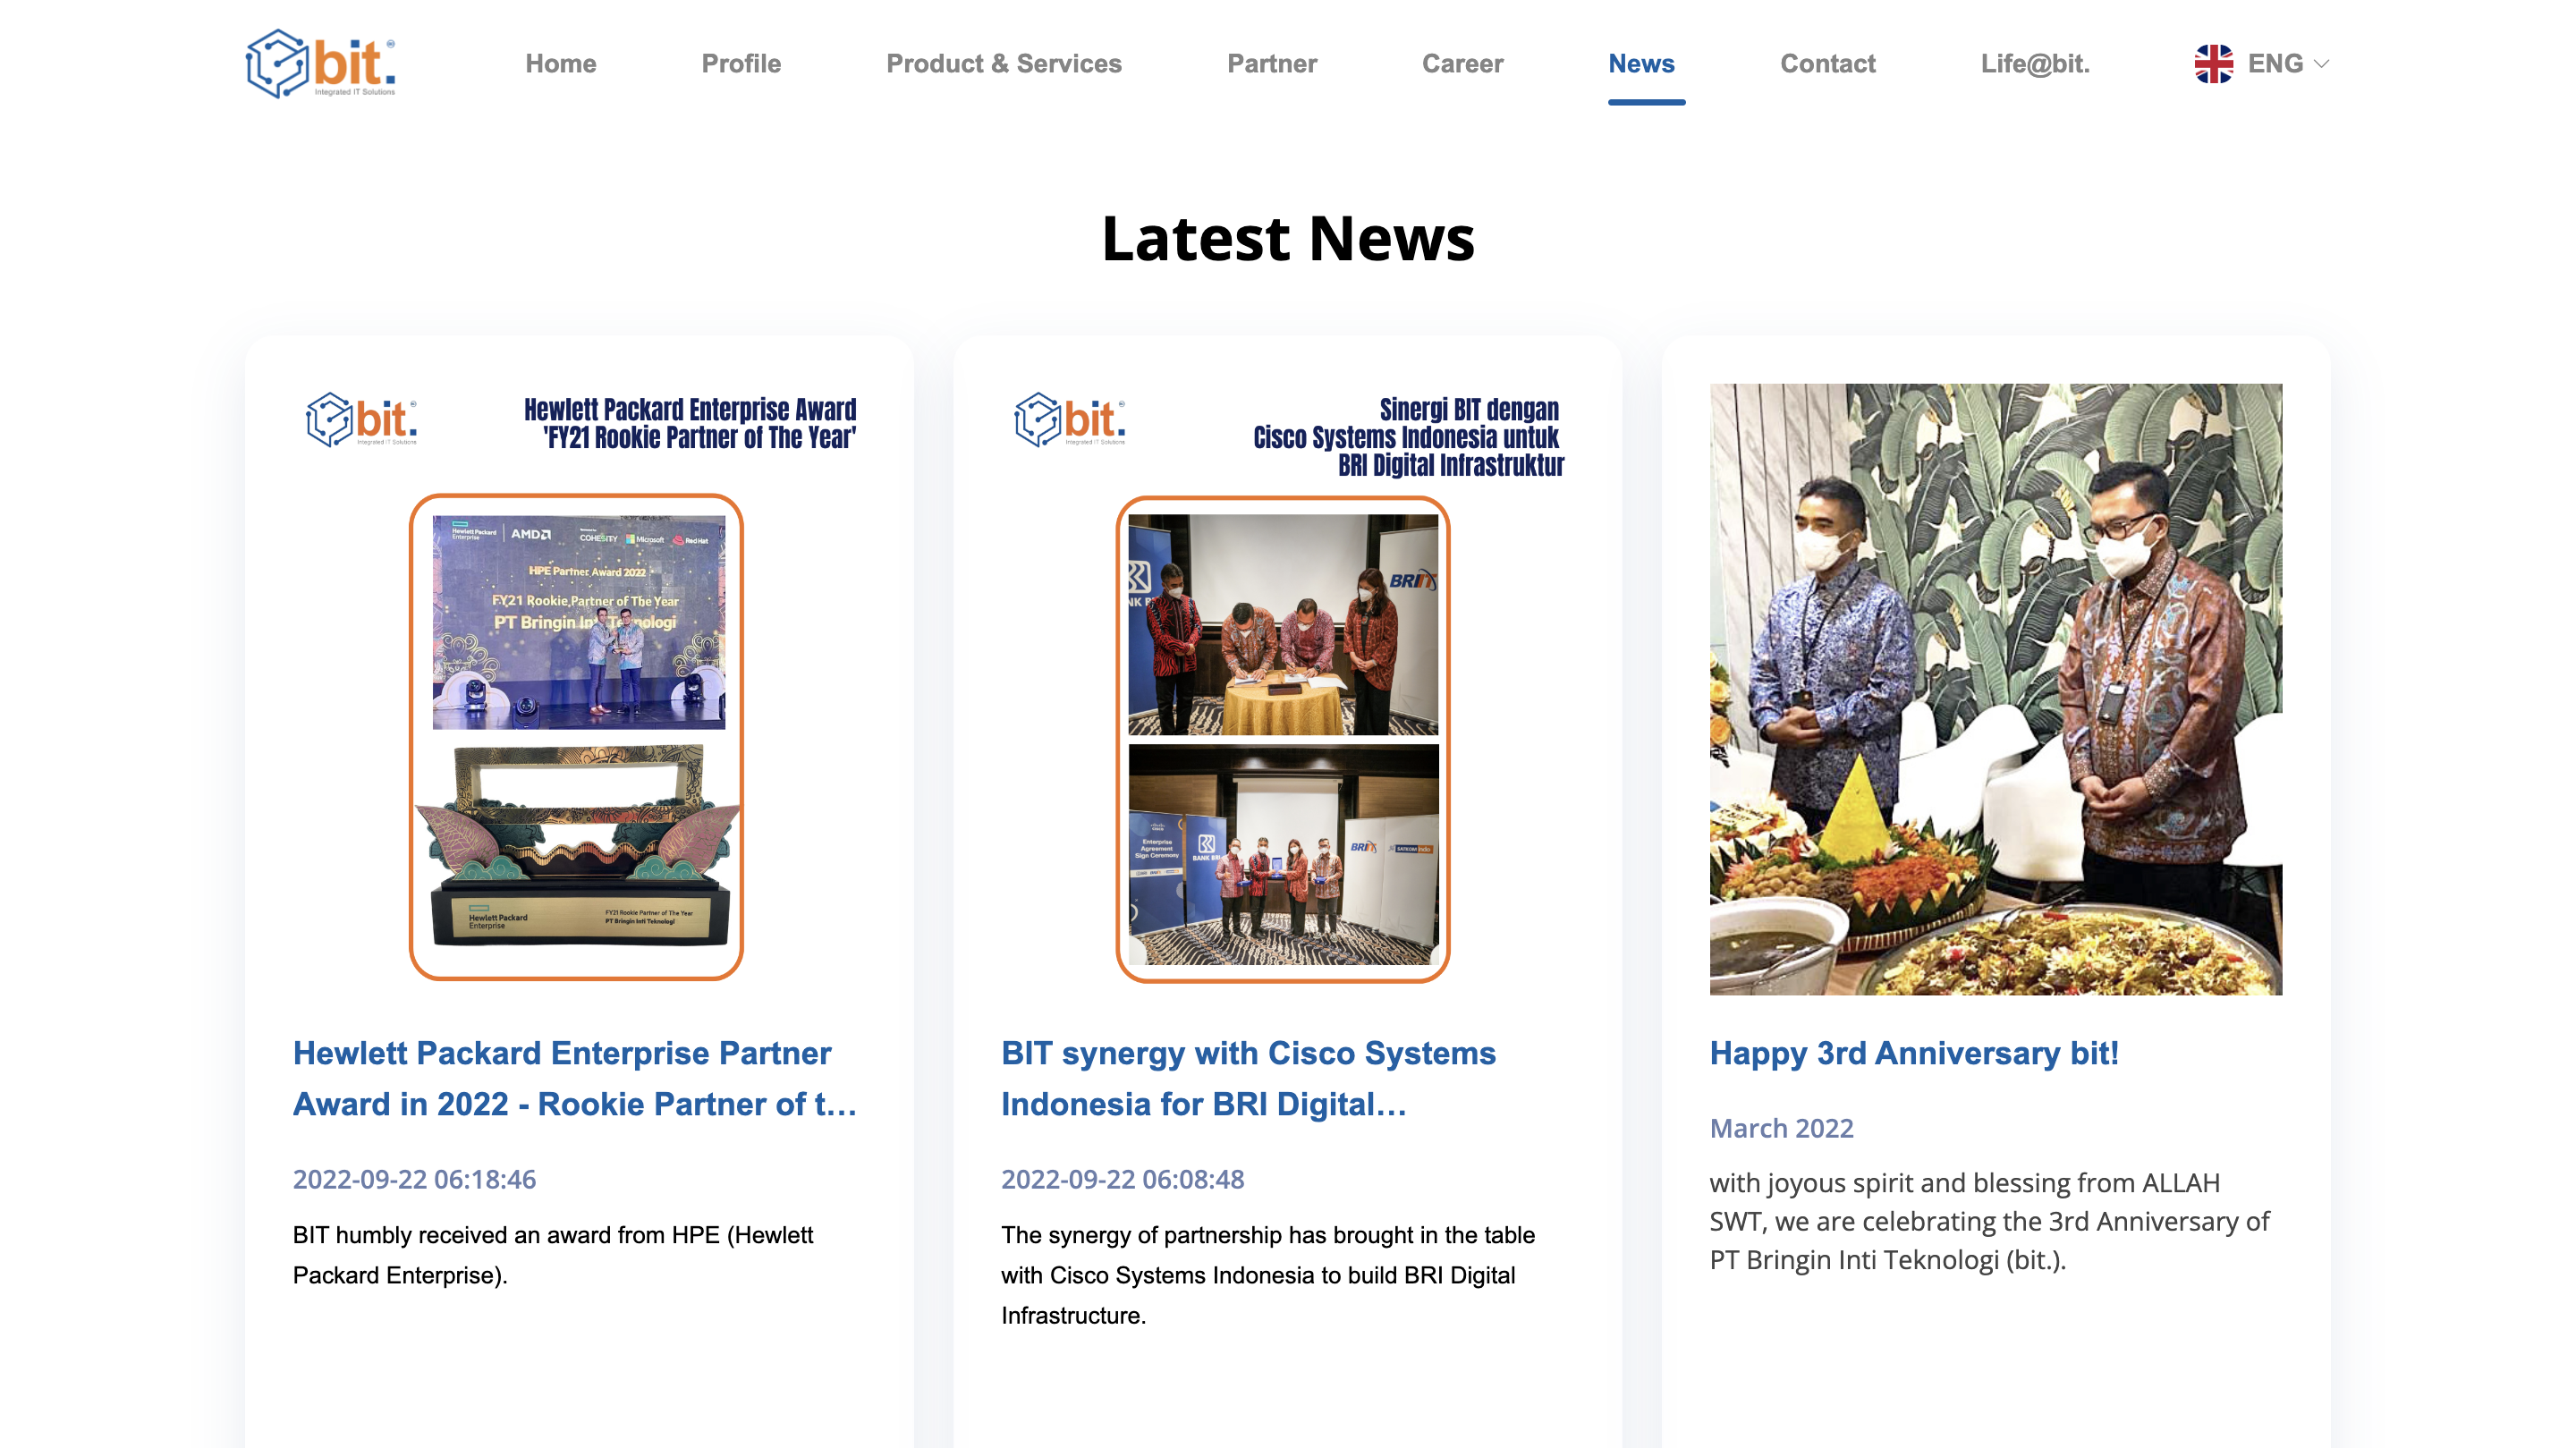 bit.
Integrated IT Solutions
Home
Profile
Product & Services
Partner
Career
News
Contact
Life@bit.
ENG
Latest News
bit.
Integrated IT Solutions
Hewlett Packard Enterprise Award
'FY21 Rookie Partner of The Year'
Hewlett Packard
Enterprise
AMD
COHESITY
Microsoft
Red Hat
HPE Partner Award 2022
FY21 Rookie Partner of The Year
PT Bringin Inti Teknologi
Hewlett Packard
Enterprise
FY21 Rookie Partner of The Year
PT Bringin Inti Teknologi
Hewlett Packard Enterprise Partner
Award in 2022 - Rookie Partner of t...
2022-09-22 06:18:46
BIT humbly received an award from HPE (Hewlett
Packard Enterprise).
bit.
Integrated IT Solutions
Sinergi BIT dengan
Cisco Systems Indonesia untuk
BRI Digital Infrastruktur
BRIIT
Enterprise
Agreement
Sign Ceremony
BANK BRI
BRIIT
BIT synergy with Cisco Systems
Indonesia for BRI Digital...
2022-09-22 06:08:48
The synergy of partnership has brought in the table
with Cisco Systems Indonesia to build BRI Digital
Infrastructure.
Happy 3rd Anniversary bit!
March 2022
with joyous spirit and blessing from ALLAH
SWT, we are celebrating the 3rd Anniversary of
PT Bringin Inti Teknologi (bit.).